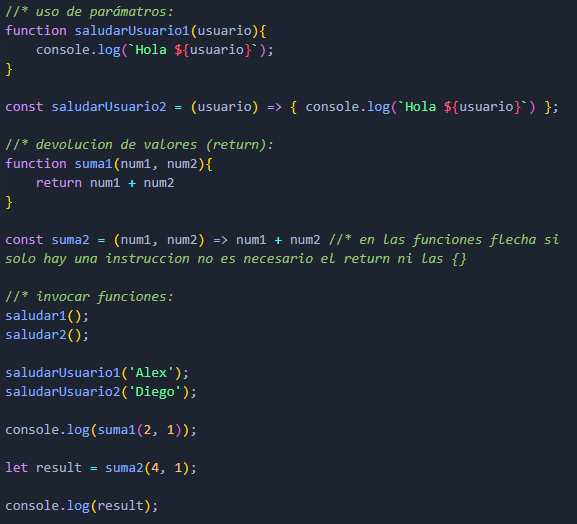 //* uso de parámatros:
function saludarUsuario1(usuario){
    console.log(`Hola ${usuario}`);
}

const saludarUsuario2 = (usuario) => { console.log(`Hola ${usuario}`) };

//* devolucion de valores (return):
function suma1(num1, num2){
    return num1 + num2
}

const suma2 = (num1, num2) => num1 + num2 //* en las funciones flecha si
solo hay una instruccion no es necesario el return ni las {}

//* invocar funciones:
saludar1();
saludar2();

saludarUsuario1('Alex');
saludarUsuario2('Diego');

console.log(suma1(2, 1));

let result = suma2(4, 1);

console.log(result);